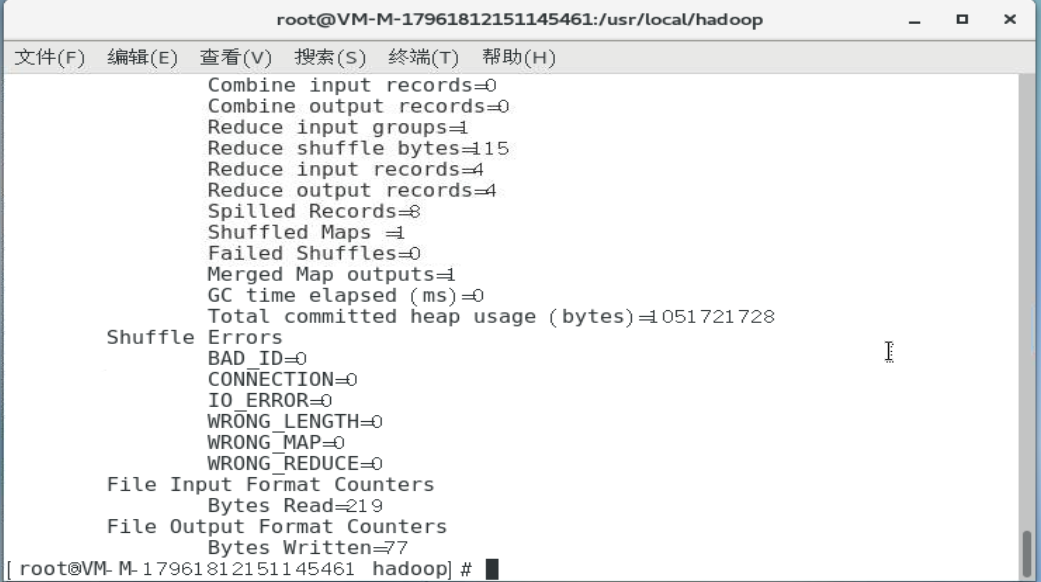 root@VM-M-17961812151145461:/usr/local/hadoop
文件(F) 编辑(E) 查看(V) 搜索(S) 终端(T) 帮助(H)
Combine input records=0
Combine output records=0
Reduce input groups=1
Reduce shuffle bytes=115
Reduce input records=4
Reduce output records=4
Spilled Records=8
Shuffled Maps =1
Failed Shuffles=0
Merged Map outputs=1
GC time elapsed (ms)=0
Total committed heap usage (bytes)=1051721728
Shuffle Errors
BAD_ID=0
CONNECTION=0
IO_ERROR=0
WRONG_LENGTH=0
WRONG_MAP=0
WRONG_REDUCE=0
File Input Format Counters
Bytes Read=219
File Output Format Counters
Bytes Written=77
[root@VM-M-17961812151145461 hadoop]#